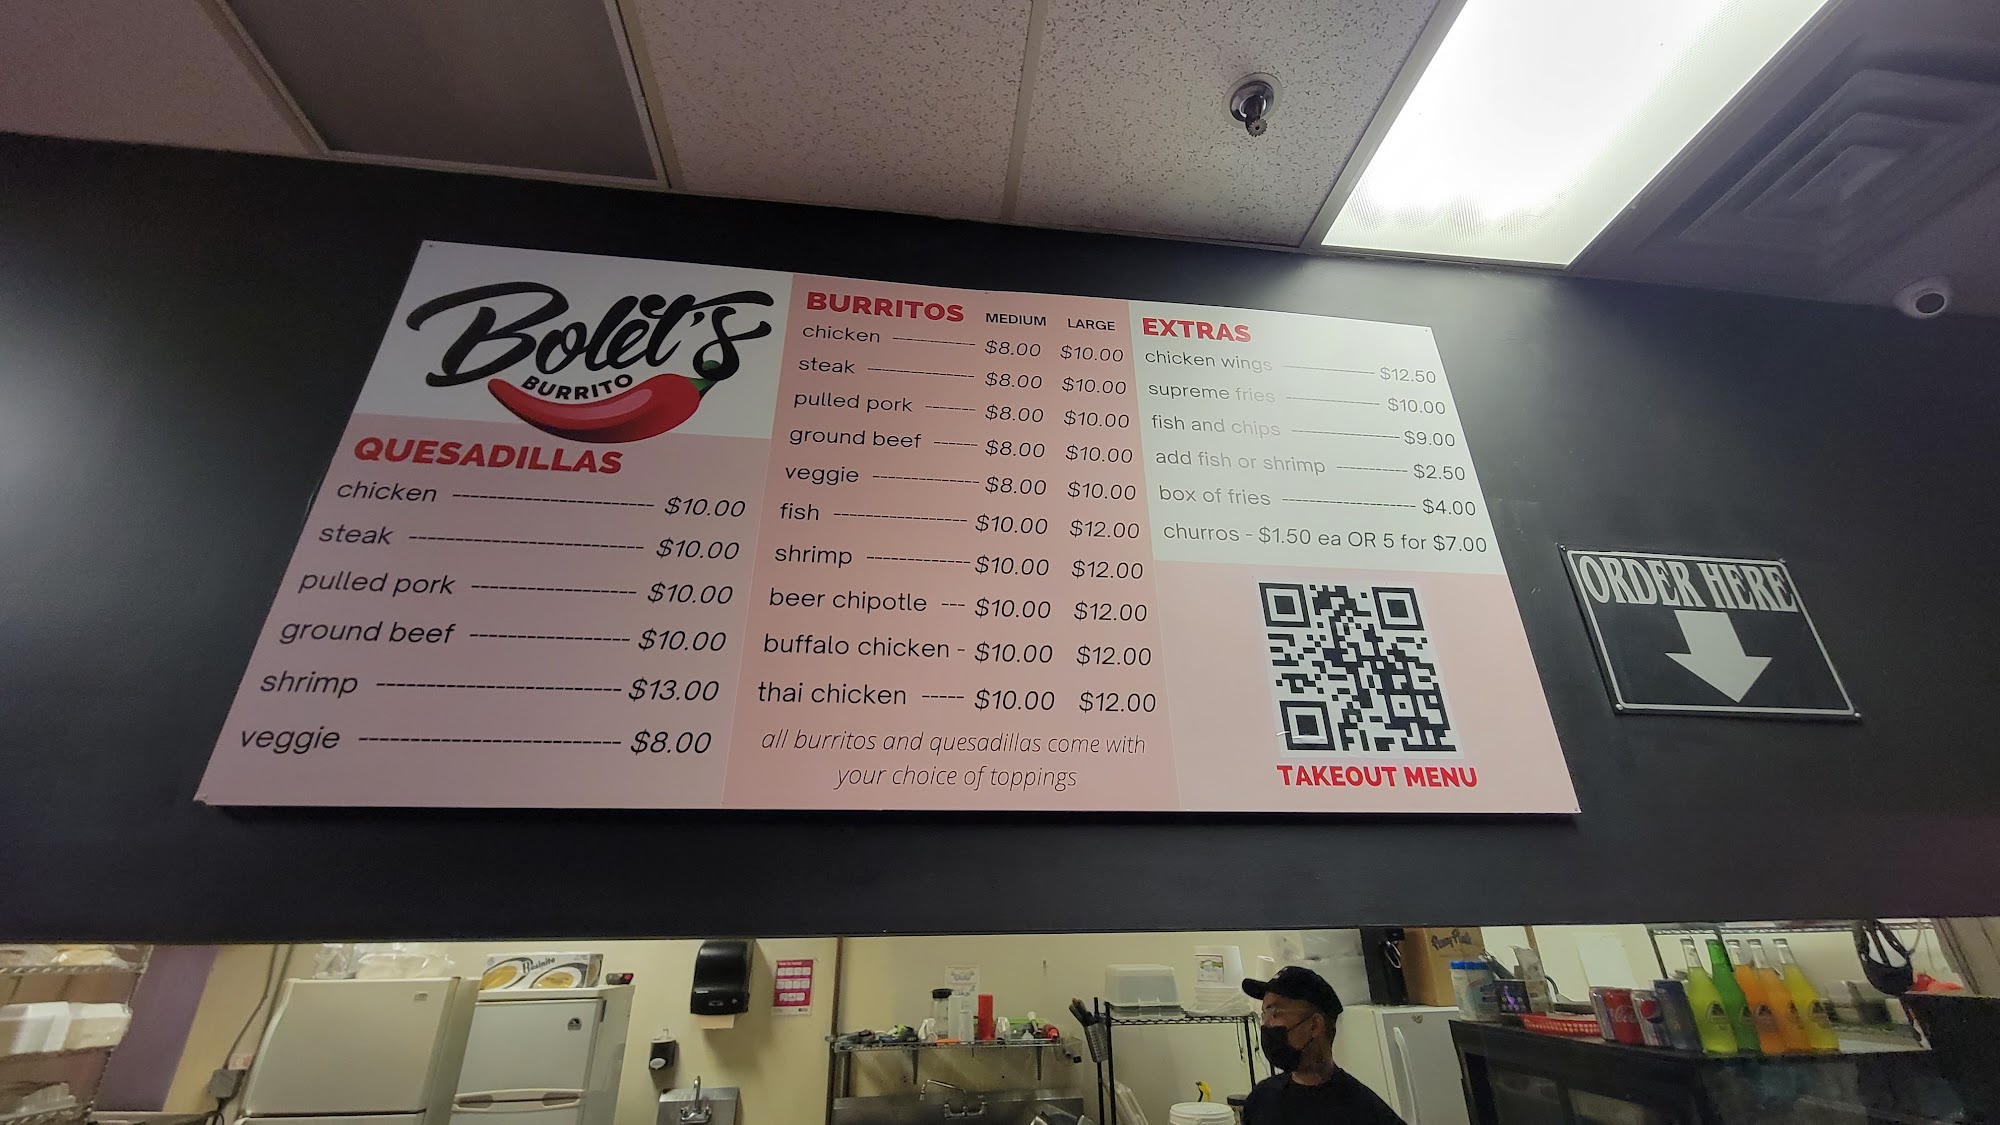 Bolét's
BURRITO
QUESADILLAS
chicken ---------------------- $10.00
steak ------------------------- $10.00
pulled pork ------------------ $10.00
ground beef ----------------- $10.00
shrimp ------------------------- $13.00
veggie --------------------------- $8.00
BURRITOS MEDIUM LARGE
chicken ------------ $8.00 $10.00
steak --------------- $8.00 $10.00
pulled pork ------- $8.00 $10.00
ground beef ------ $8.00 $10.00
veggie -------------- $8.00 $10.00
fish ----------------- $10.00 $12.00
shrimp ------------- $10.00 $12.00
beer chipotle --- $10.00 $12.00
buffalo chicken - $10.00 $12.00
thai chicken ----- $10.00 $12.00
all burritos and quesadillas come with
your choice of toppings
EXTRAS
chicken wings -------------- $12.50
supreme fries -------------- $10.00
fish and chips --------------- $9.00
add fish or shrimp ---------- $2.50
box of fries ------------------ $4.00
churros - $1.50 ea OR 5 for $7.00
TAKEOUT MENU
ORDER HERE